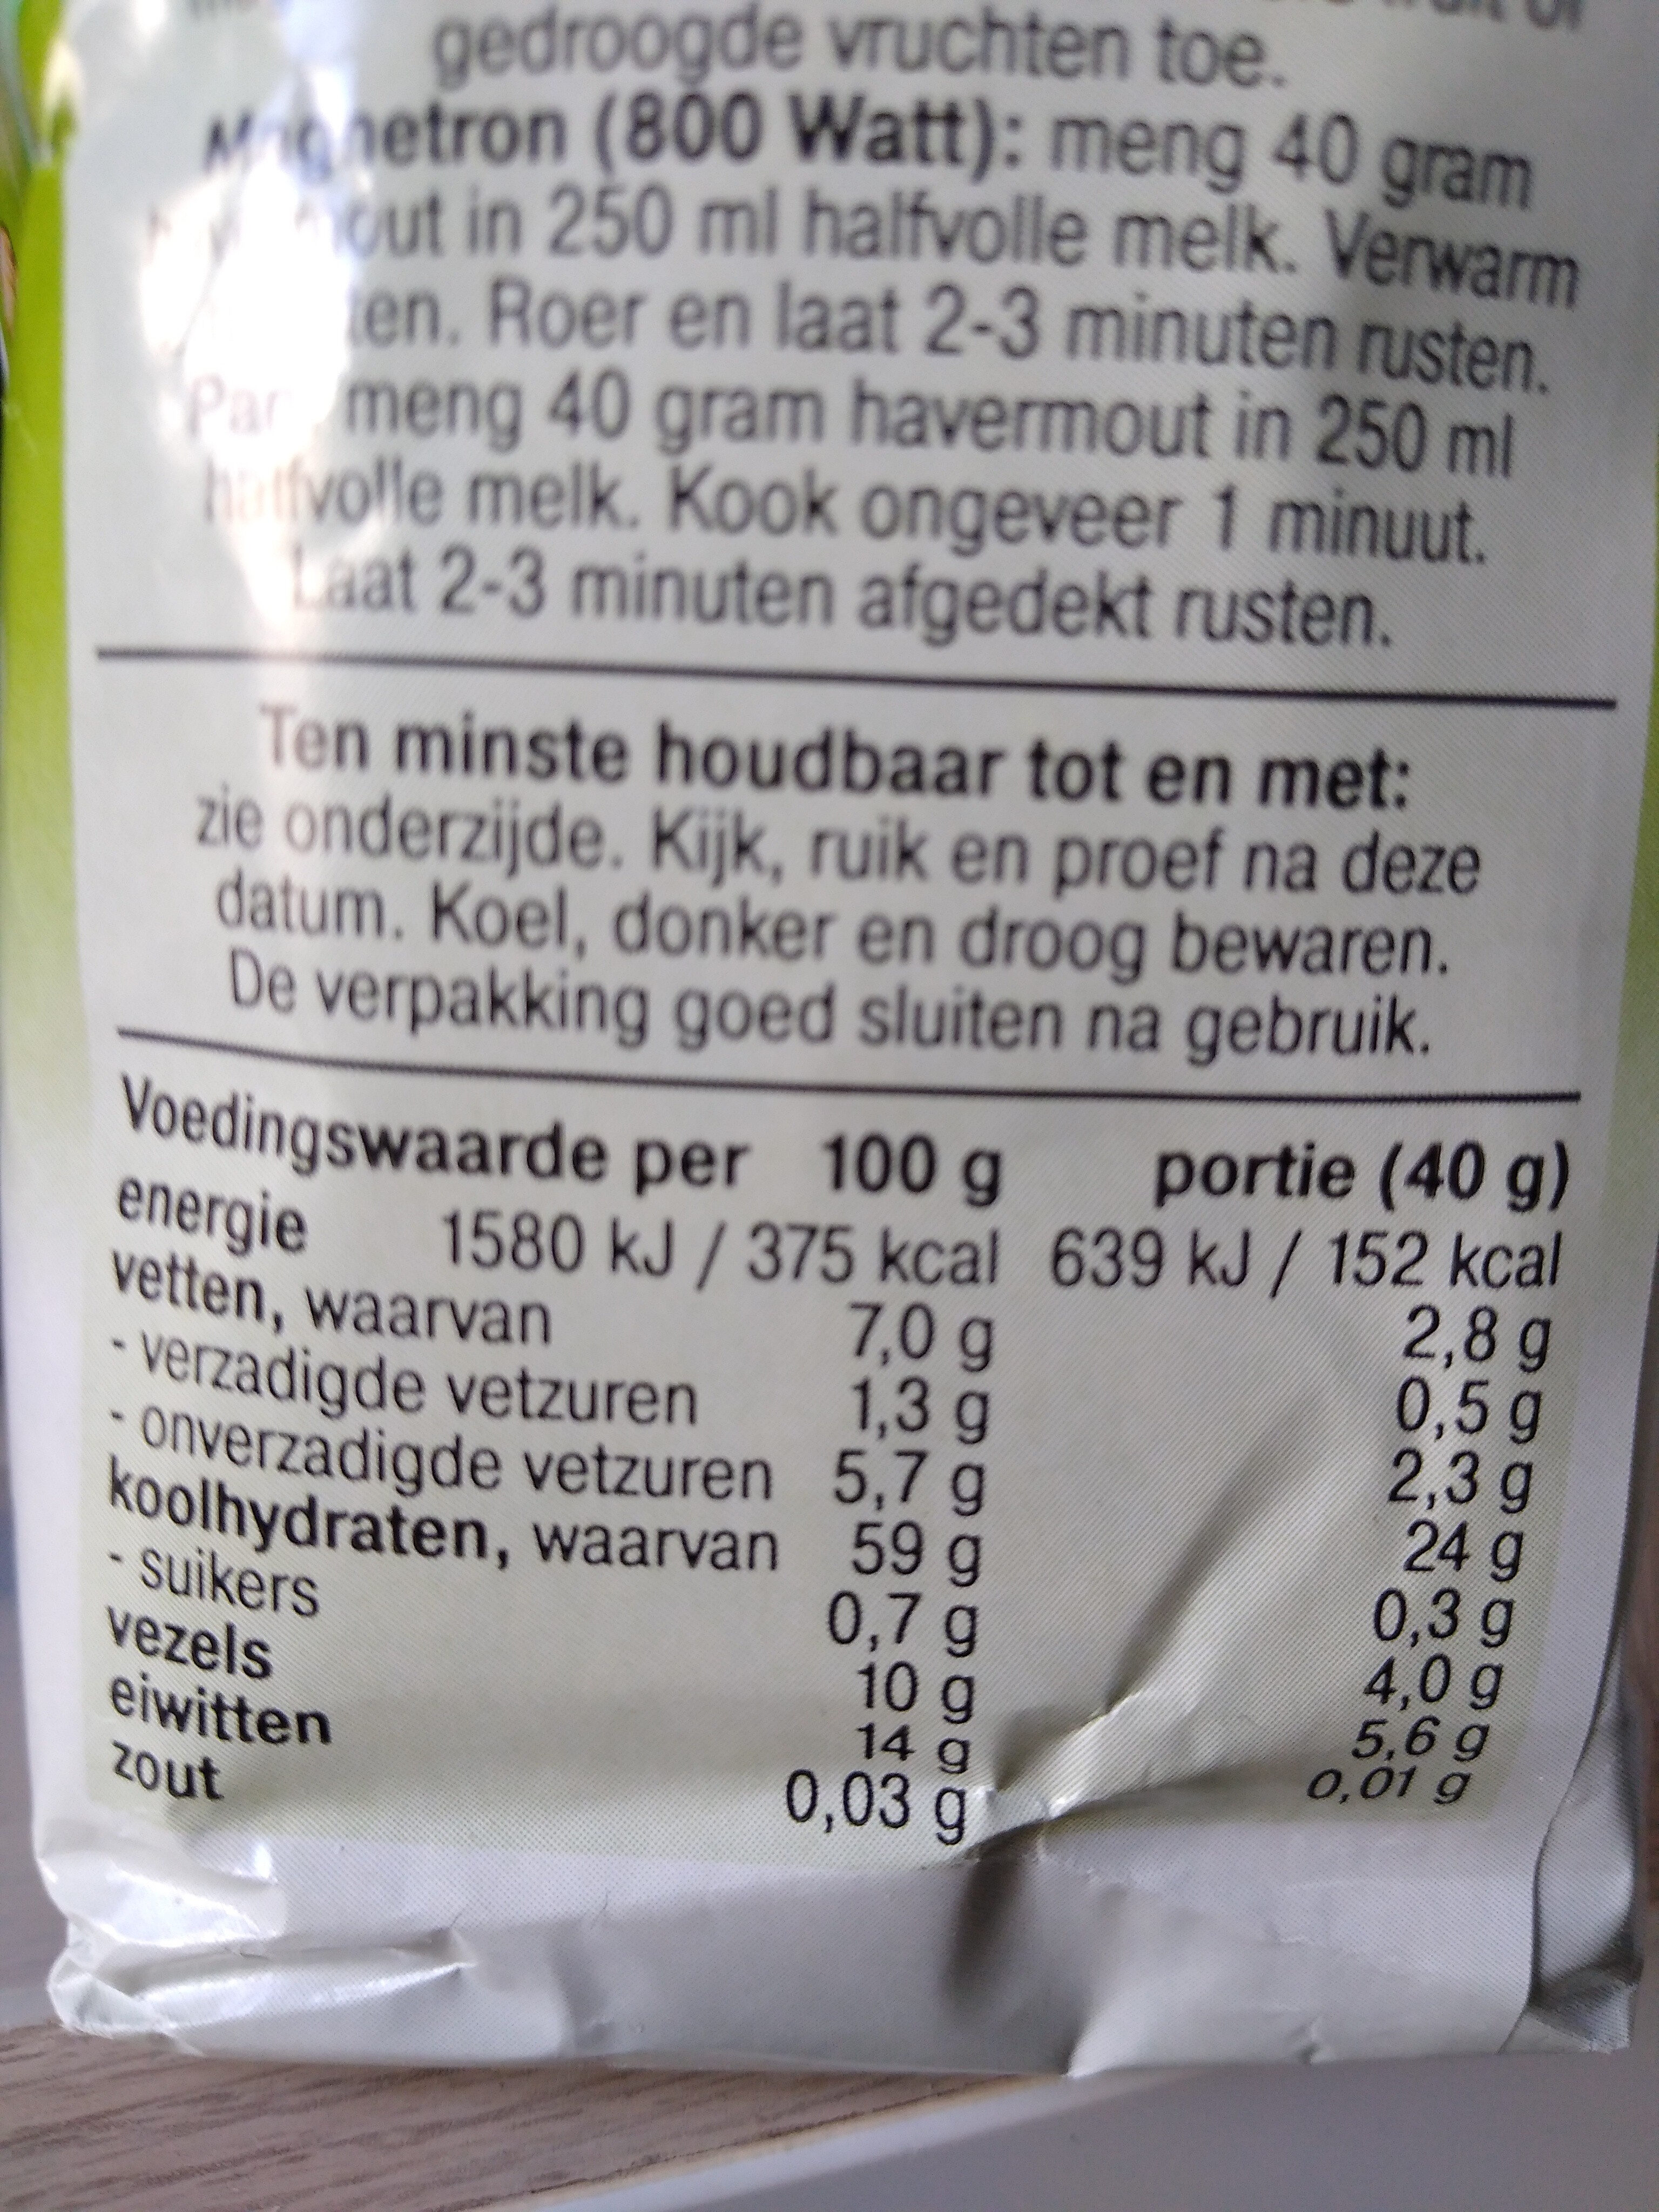 gedroogde vruchten toe.
Magnetron (800 Watt): meng 40 gram
in 250 ml halfvolle melk. Verwarm
Roer en laat 2-3 minuten rusten.
meng 40 gram havermout in 250 ml
halfvolle melk. Kook ongeveer 1 minuut.
Laat 2-3 minuten afgedekt rusten.
Ten minste houdbaar tot en met:
zie onderzijde. Kijk, ruik en proef na deze
datum. Koel, donker en droog bewaren.
De verpakking goed sluiten na gebruik.
Voedingswaarde per 100 g portie (40 g)
energie 1580 kJ / 375 kcal 639 kJ / 152 kcal
vetten, waarvan 7,0 g 2,8 g
- verzadigde vetzuren 1,3 g 0,5 g
- onverzadigde vetzuren 5,7 g 2,3 g
koolhydraten, waarvan 59 g 24 g
- suikers 0,7 g 0,3 g
vezels 10 g 4,0 g
eiwitten 14 g 5,6 g
zout 0,03 g 0,01 g